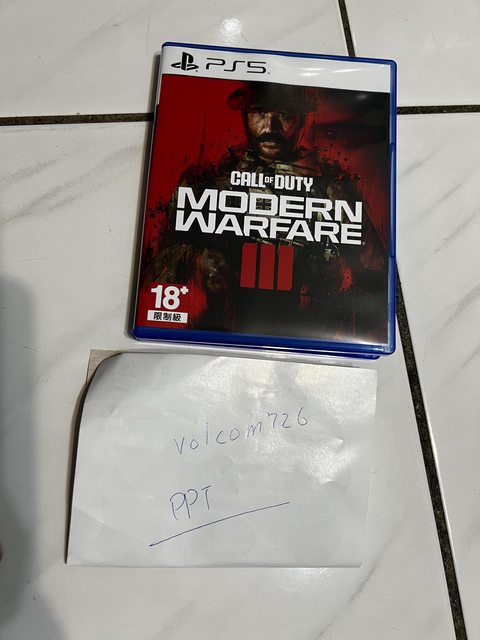 PS5
CALL OF DUTY
MODERN
WARFARE
III
18+
限制級
volcom726
PPT